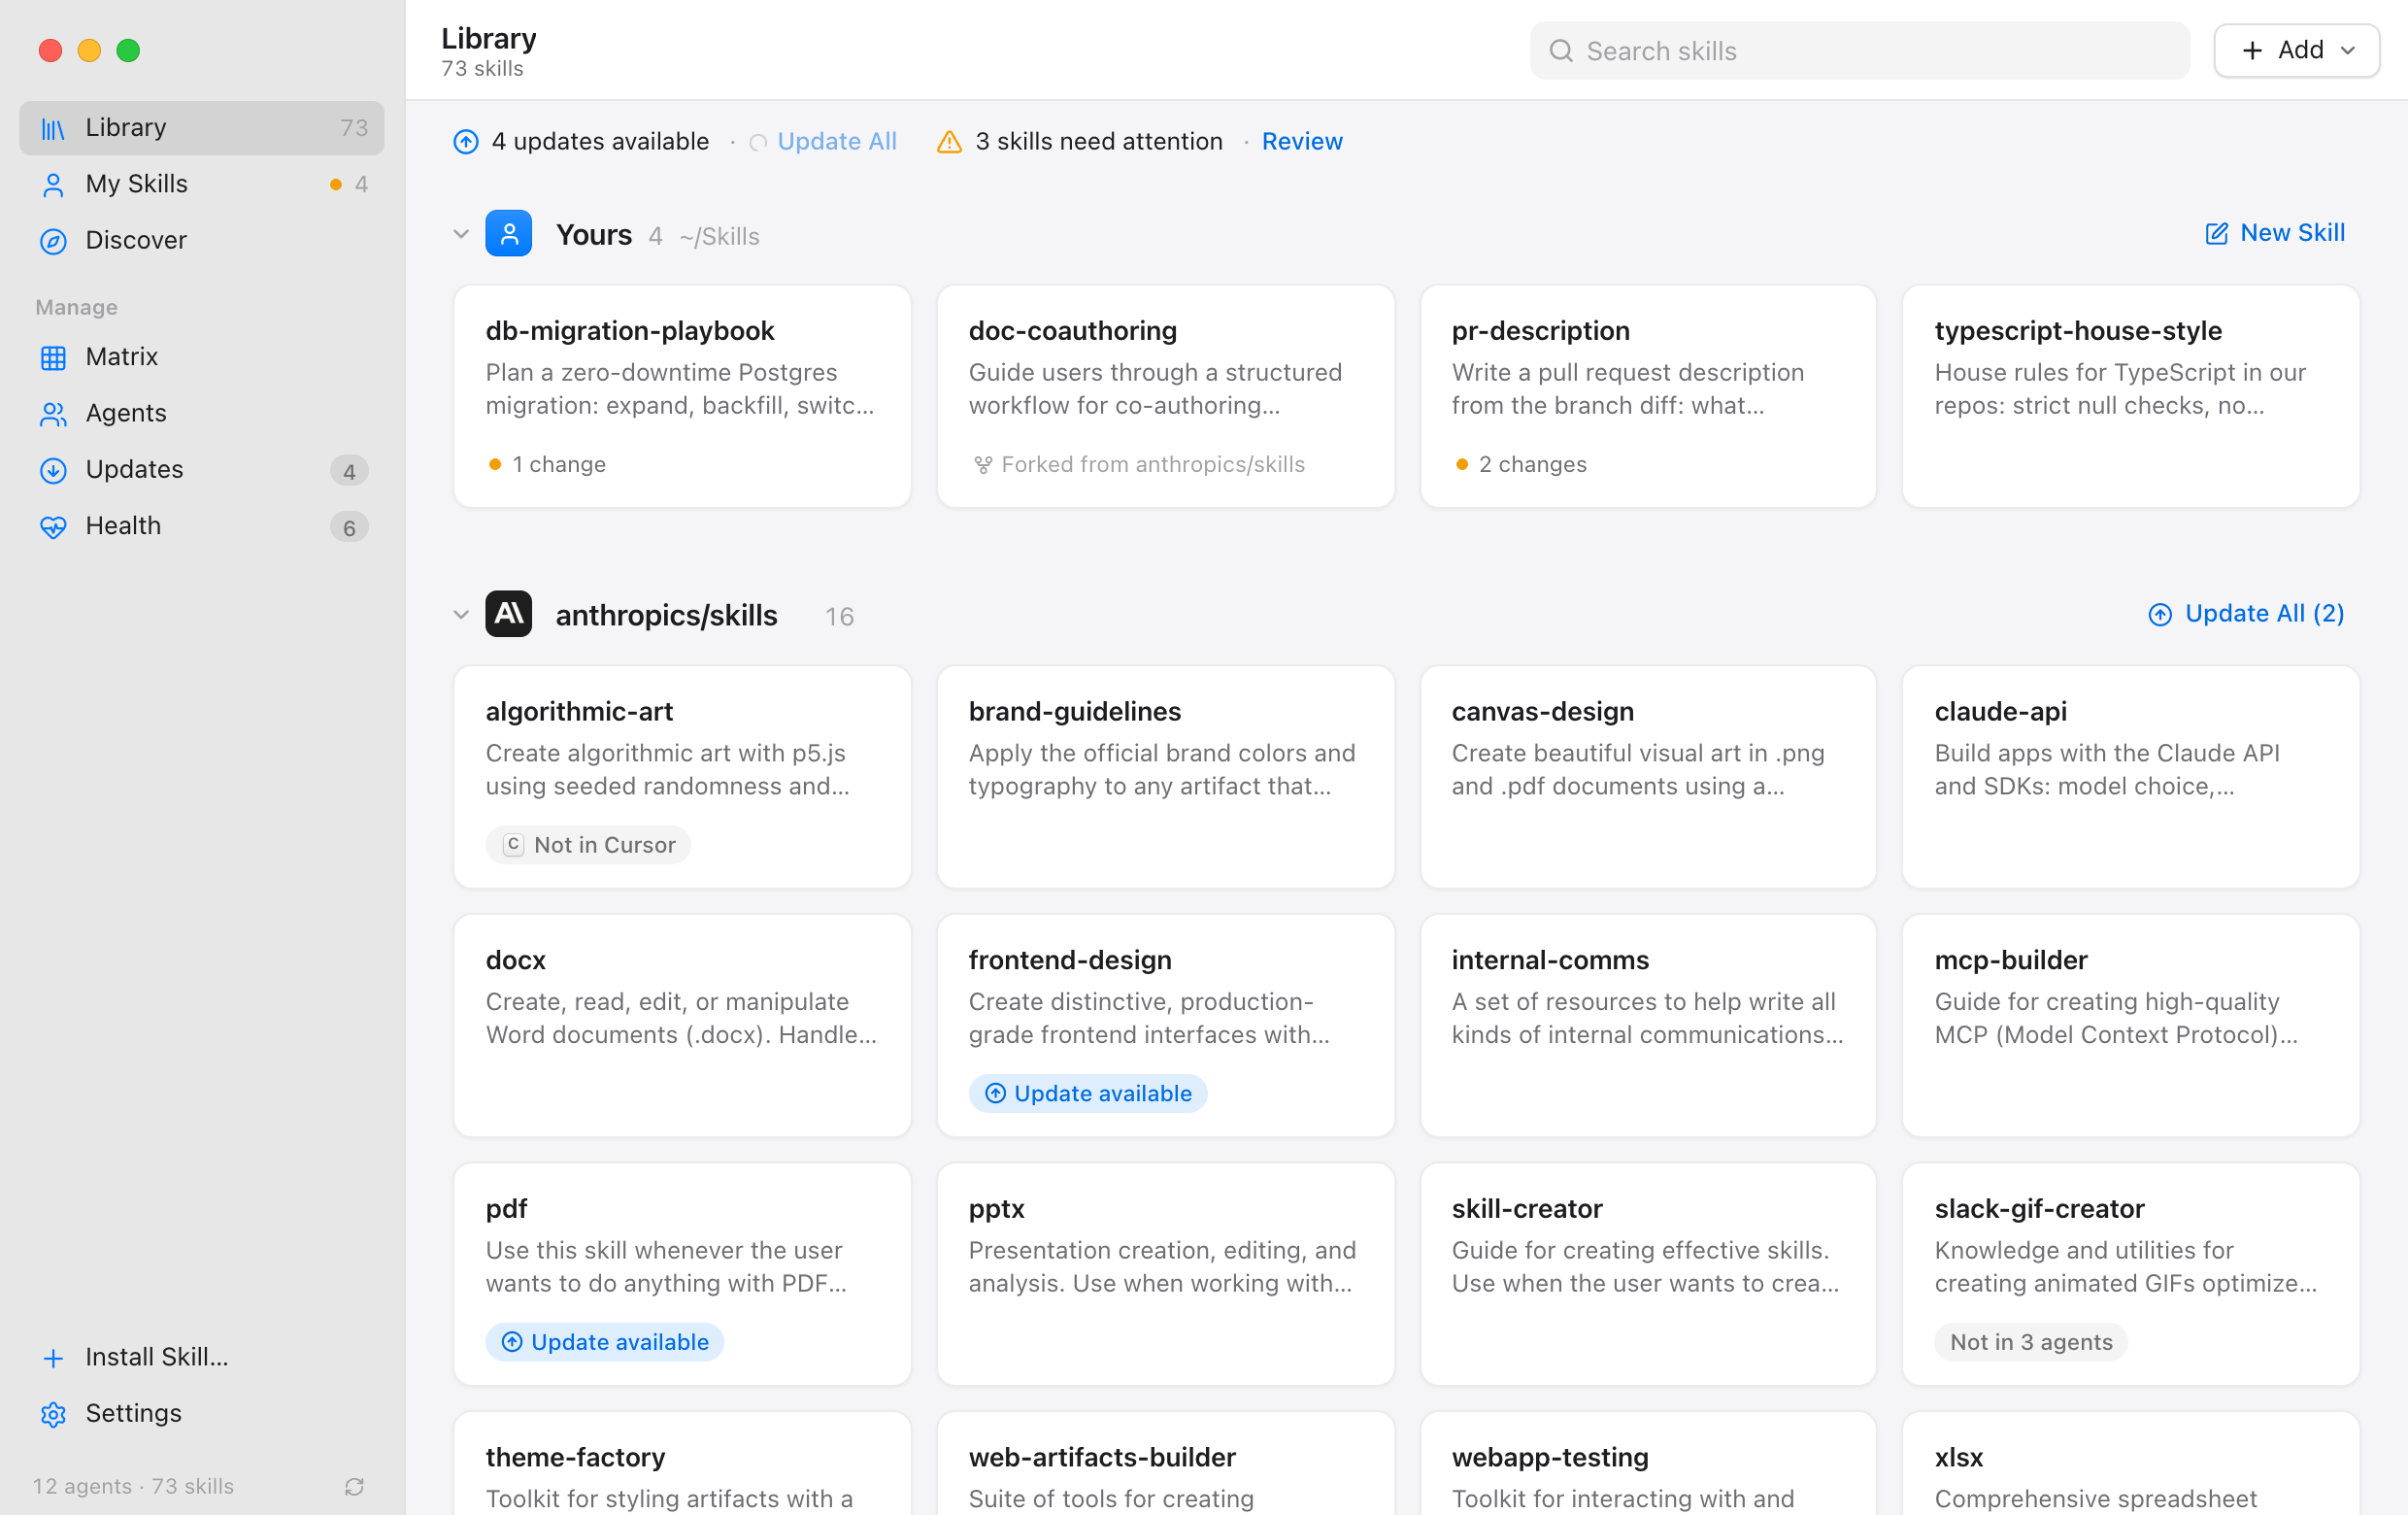 Library
73 skills
Search skills
Add
Library 73
My Skills 4
Discover
Manage
Matrix
Agents
Updates 4
Health 6
Install Skill...
Settings
12 agents · 73 skills
4 updates available · Update All
3 skills need attention · Review
Yours 4 ~/Skills
New Skill
db-migration-playbook
Plan a zero-downtime Postgres
migration: expand, backfill, switc...
1 change
doc-coauthoring
Guide users through a structured
workflow for co-authoring...
Forked from anthropics/skills
pr-description
Write a pull request description
from the branch diff: what...
2 changes
typescript-house-style
House rules for TypeScript in our
repos: strict null checks, no...
anthropics/skills 16
Update All (2)
algorithmic-art
Create algorithmic art with p5.js
using seeded randomness and...
C Not in Cursor
brand-guidelines
Apply the official brand colors and
typography to any artifact that...
canvas-design
Create beautiful visual art in .png
and .pdf documents using a...
claude-api
Build apps with the Claude API
and SDKs: model choice,...
docx
Create, read, edit, or manipulate
Word documents (.docx). Handle...
frontend-design
Create distinctive, production-
grade frontend interfaces with...
Update available
internal-comms
A set of resources to help write all
kinds of internal communications...
mcp-builder
Guide for creating high-quality
MCP (Model Context Protocol)...
pdf
Use this skill whenever the user
wants to do anything with PDF...
Update available
pptx
Presentation creation, editing, and
analysis. Use when working with...
skill-creator
Guide for creating effective skills.
Use when the user wants to crea...
slack-gif-creator
Knowledge and utilities for
creating animated GIFs optimize...
Not in 3 agents
theme-factory
Toolkit for styling artifacts with a
web-artifacts-builder
Suite of tools for creating
webapp-testing
Toolkit for interacting with and
xlsx
Comprehensive spreadsheet